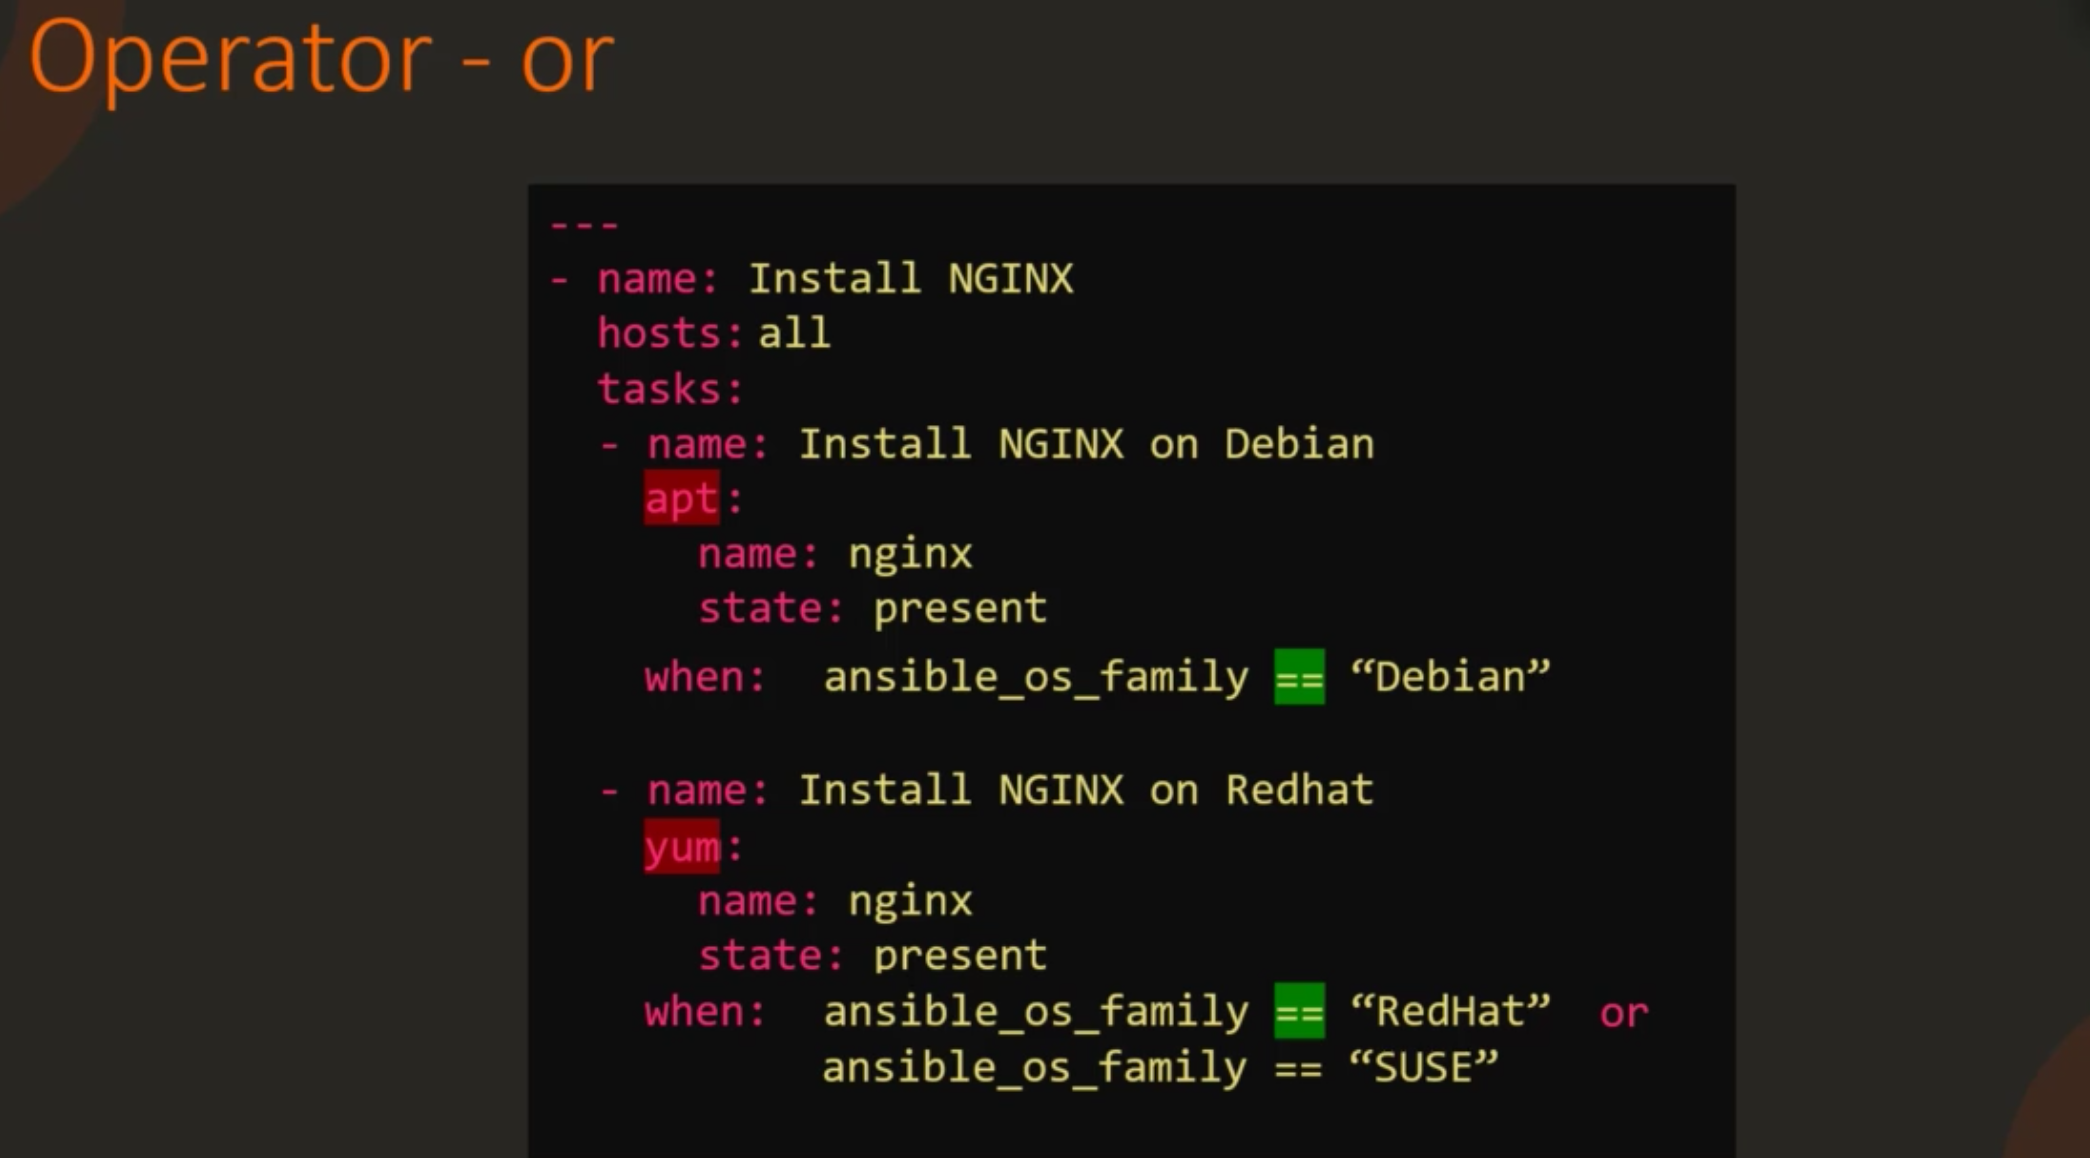 Operator - or
---
- name: Install NGINX
  hosts: all
  tasks:
  - name: Install NGINX on Debian
    apt:
      name: nginx
      state: present
    when:  ansible_os_family == “Debian”
  - name: Install NGINX on Redhat
    yum:
      name: nginx
      state: present
    when:  ansible_os_family == “RedHat”  or
           ansible_os_family == “SUSE”